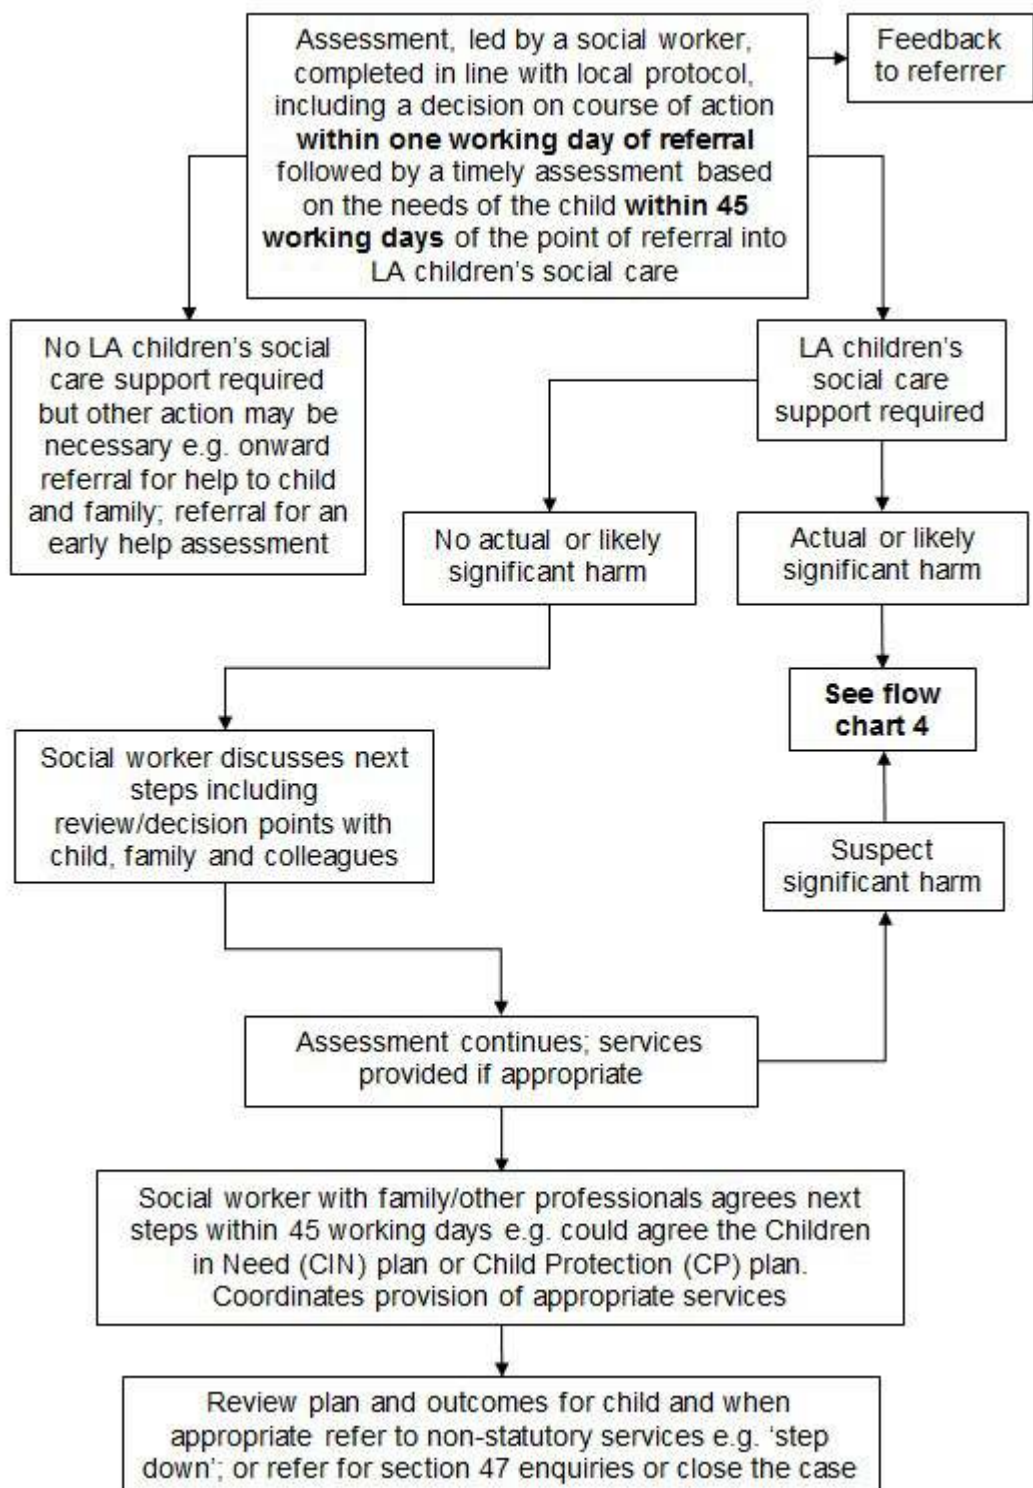 Assessment, led by a social worker,
completed in line with local protocol,
including a decision on course of action
within one working day of referral
followed by a timely assessment based
on the needs of the child within 45
working days of the point of referral into
LA children's social care
Feedback
to referrer
No LA children's social
care support required
but other action may be
necessary e.g. onward
referral for help to child
and family; referral for an
early help assessment
LA children's
social care
support required
No actual or likely
significant harm
Actual or likely
significant harm
See flow
chart 4
Social worker discusses next
steps including
review/decision points with
child, family and colleagues
Suspect
significant harm
Assessment continues; services
provided if appropriate
Social worker with family/other professionals agrees next
steps within 45 working days e.g. could agree the Children
in Need (CIN) plan or Child Protection (CP) plan.
Coordinates provision of appropriate services
Review plan and outcomes for child and when
appropriate refer to non-statutory services e.g. ‘step
down’; or refer for section 47 enquiries or close the case